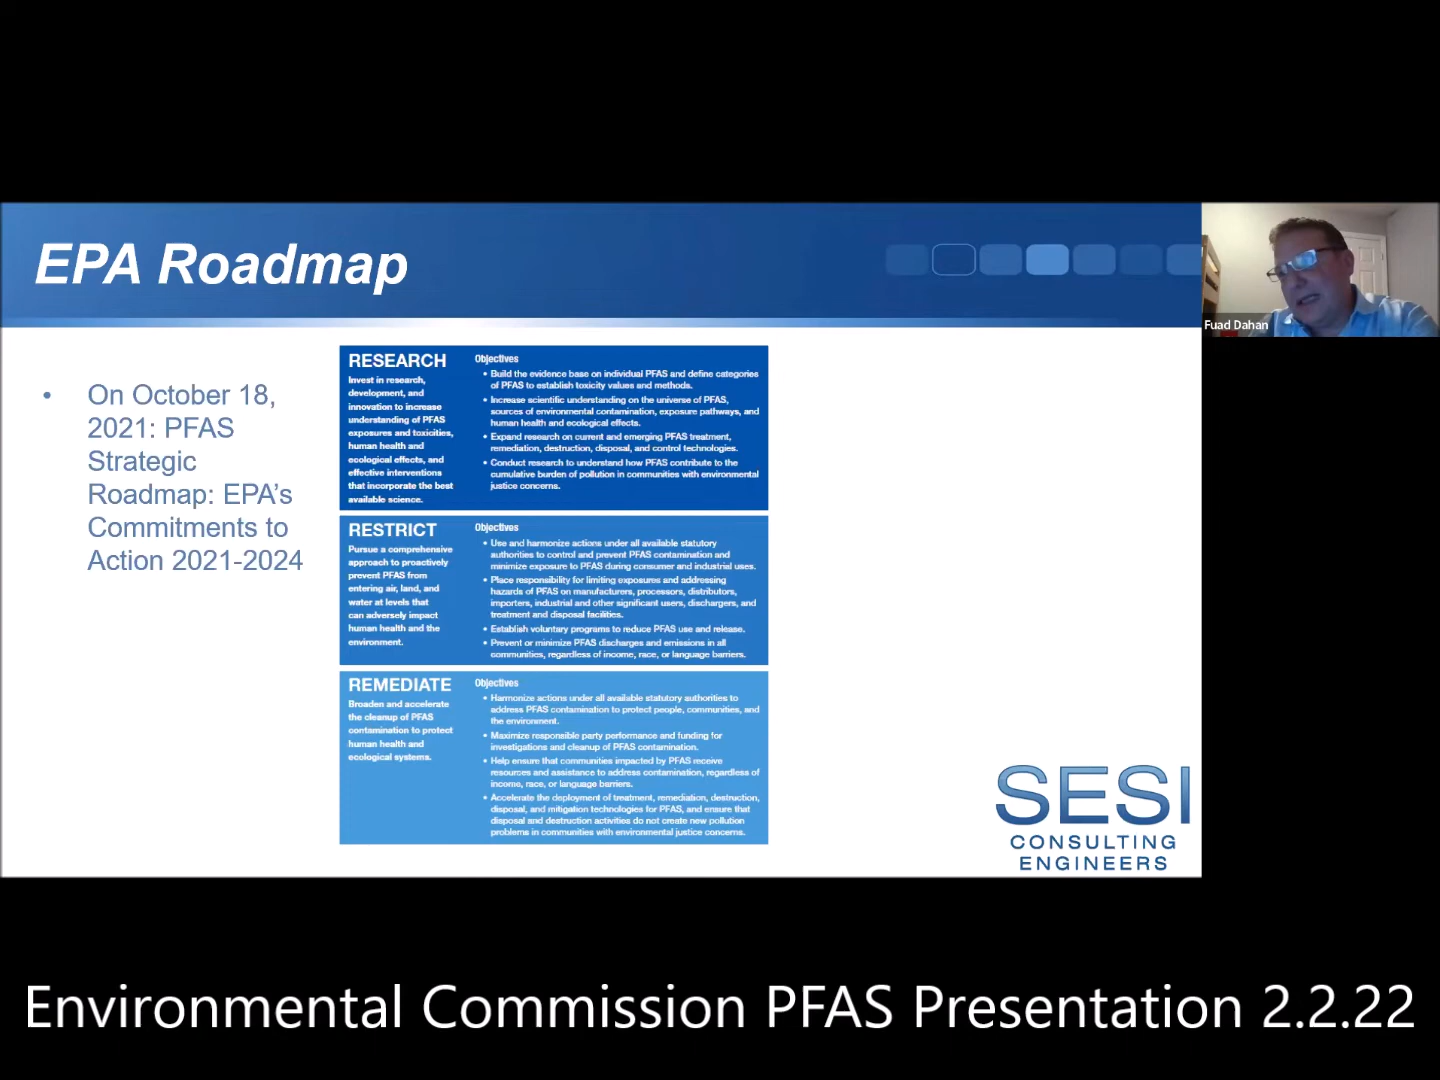 EPA Roadmap
Fuad Dahan
• On October 18,
2021: PFAS
Strategic
Roadmap: EPA’s
Commitments to
Action 2021-2024
RESEARCH
Invest in research,
development, and
innovation to increase
understanding of PFAS
exposures and toxicities,
human health and
ecological effects, and
effective interventions
that incorporate the best
available science.
Objectives
• Build the evidence base on individual PFAS and define categories
of PFAS to establish toxicity values and methods.
• Increase scientific understanding on the universe of PFAS,
sources of environmental contamination, exposure pathways, and
human health and ecological effects.
• Expand research on current and emerging PFAS treatment,
remediation, destruction, disposal, and control technologies.
• Conduct research to understand how PFAS contribute to the
cumulative burden of pollution in communities with environmental
justice concerns.
RESTRICT
Pursue a comprehensive
approach to proactively
prevent PFAS from
entering air, land, and
water at levels that
can adversely impact
human health and the
environment.
Objectives
• Use and harmonize actions under all available statutory
authorities to control and prevent PFAS contamination and
minimize exposure to PFAS during consumer and industrial uses.
• Place responsibility for limiting exposures and addressing
hazards of PFAS on manufacturers, processors, distributors,
importers, industrial and other significant users, dischargers, and
treatment and disposal facilities.
• Establish voluntary programs to reduce PFAS use and release.
• Prevent or minimize PFAS discharges and emissions in all
communities, regardless of income, race, or language barriers.
REMEDIATE
Broaden and accelerate
the cleanup of PFAS
contamination to protect
human health and
ecological systems.
Objectives
• Harmonize actions under all available statutory authorities to
address PFAS contamination to protect people, communities, and
the environment.
• Maximize responsible party performance and funding for
investigations and cleanup of PFAS contamination.
• Help ensure that communities impacted by PFAS receive
resources and assistance to address contamination, regardless of
income, race, or language barriers.
• Accelerate the deployment of treatment, remediation, destruction,
disposal, and mitigation technologies for PFAS, and ensure that
disposal and destruction activities do not create new pollution
problems in communities with environmental justice concerns.
SESI
CONSULTING
ENGINEERS
Environmental Commission PFAS Presentation 2.2.22